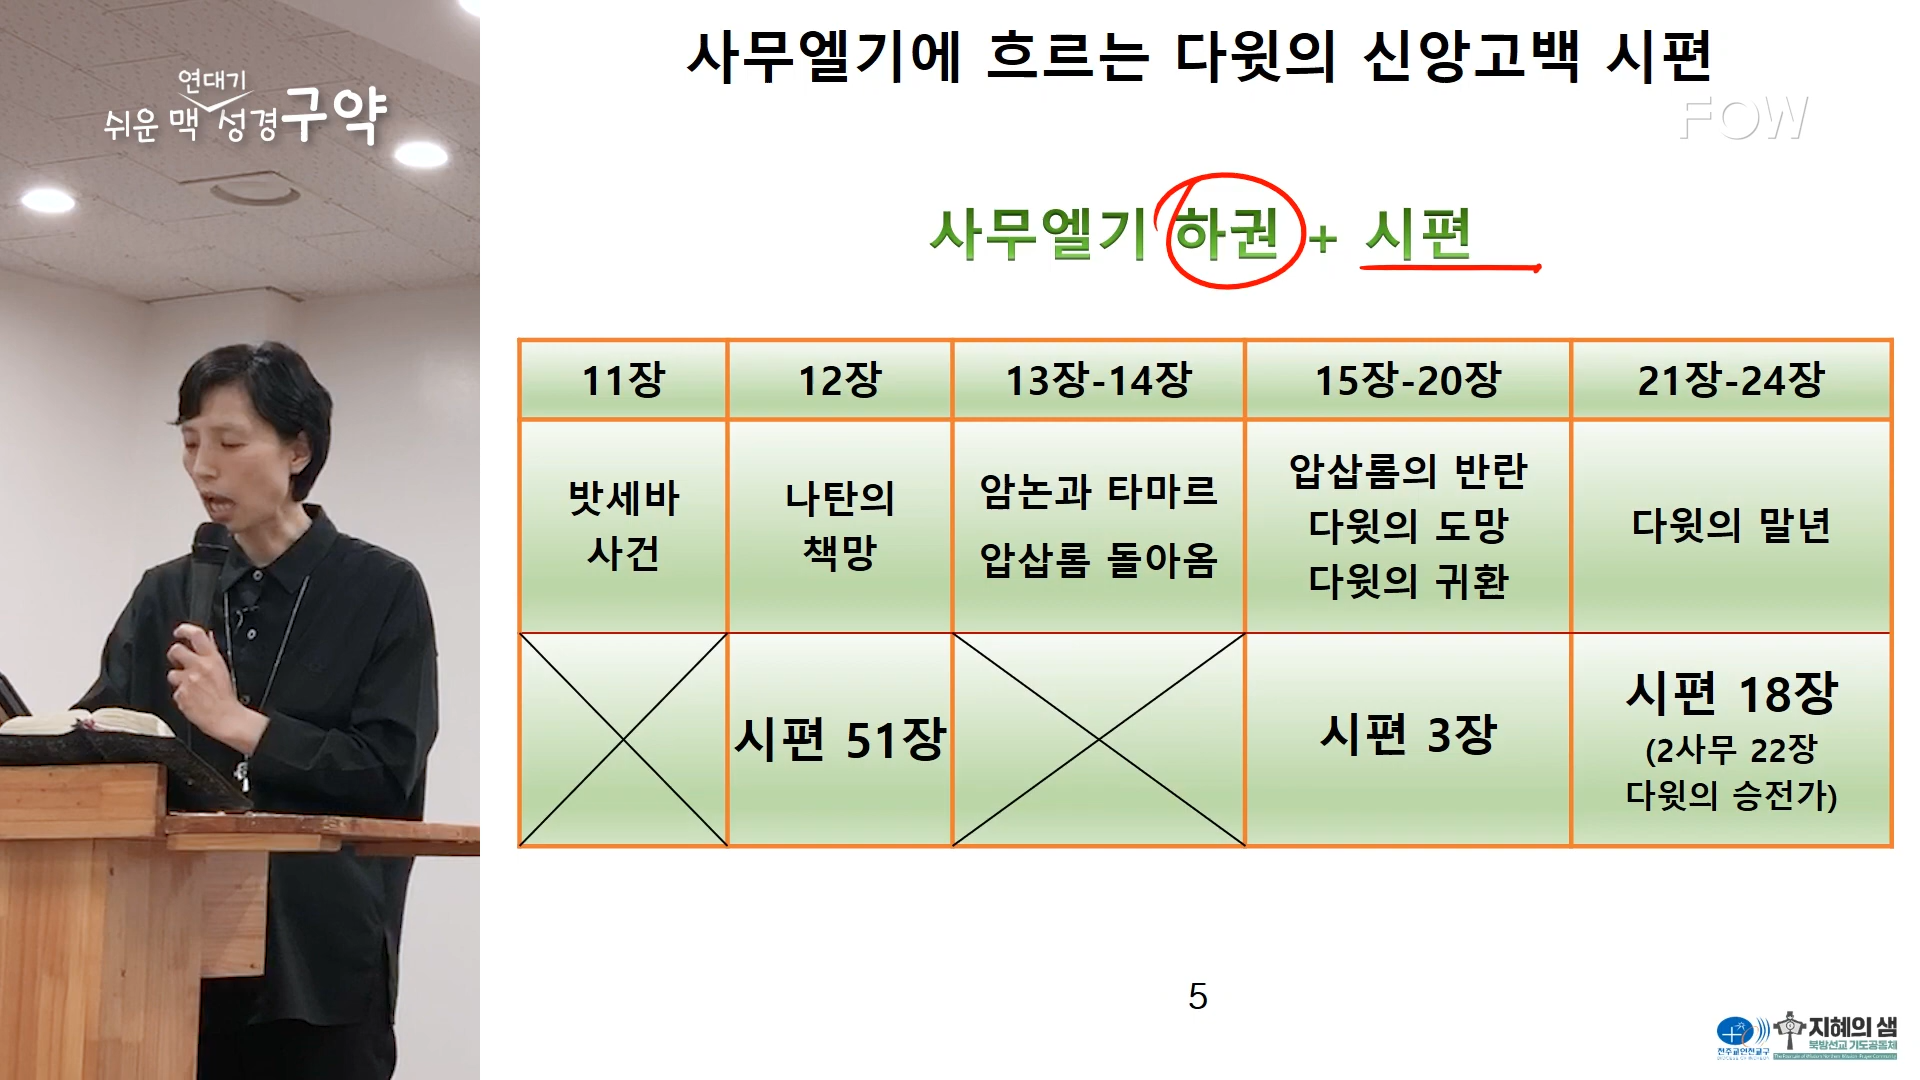 연대기
쉬운 맥 성경 구약
사무엘기에 흐르는 다윗의 신앙고백 시편
FOW
사무엘기 하권 + 시편
11장 12장 13장-14장 15장-20장 21장-24장
밧세바
사건
나탄의
책망
암논과 타마르
압살롬 돌아옴
압살롬의 반란
다윗의 도망
다윗의 귀환
다윗의 말년
시편 51장
시편 3장
시편 18장
(2사무 22장
다윗의 승전가)
5
천주교인천교구
지혜의 샘
북방선교 기도공동체